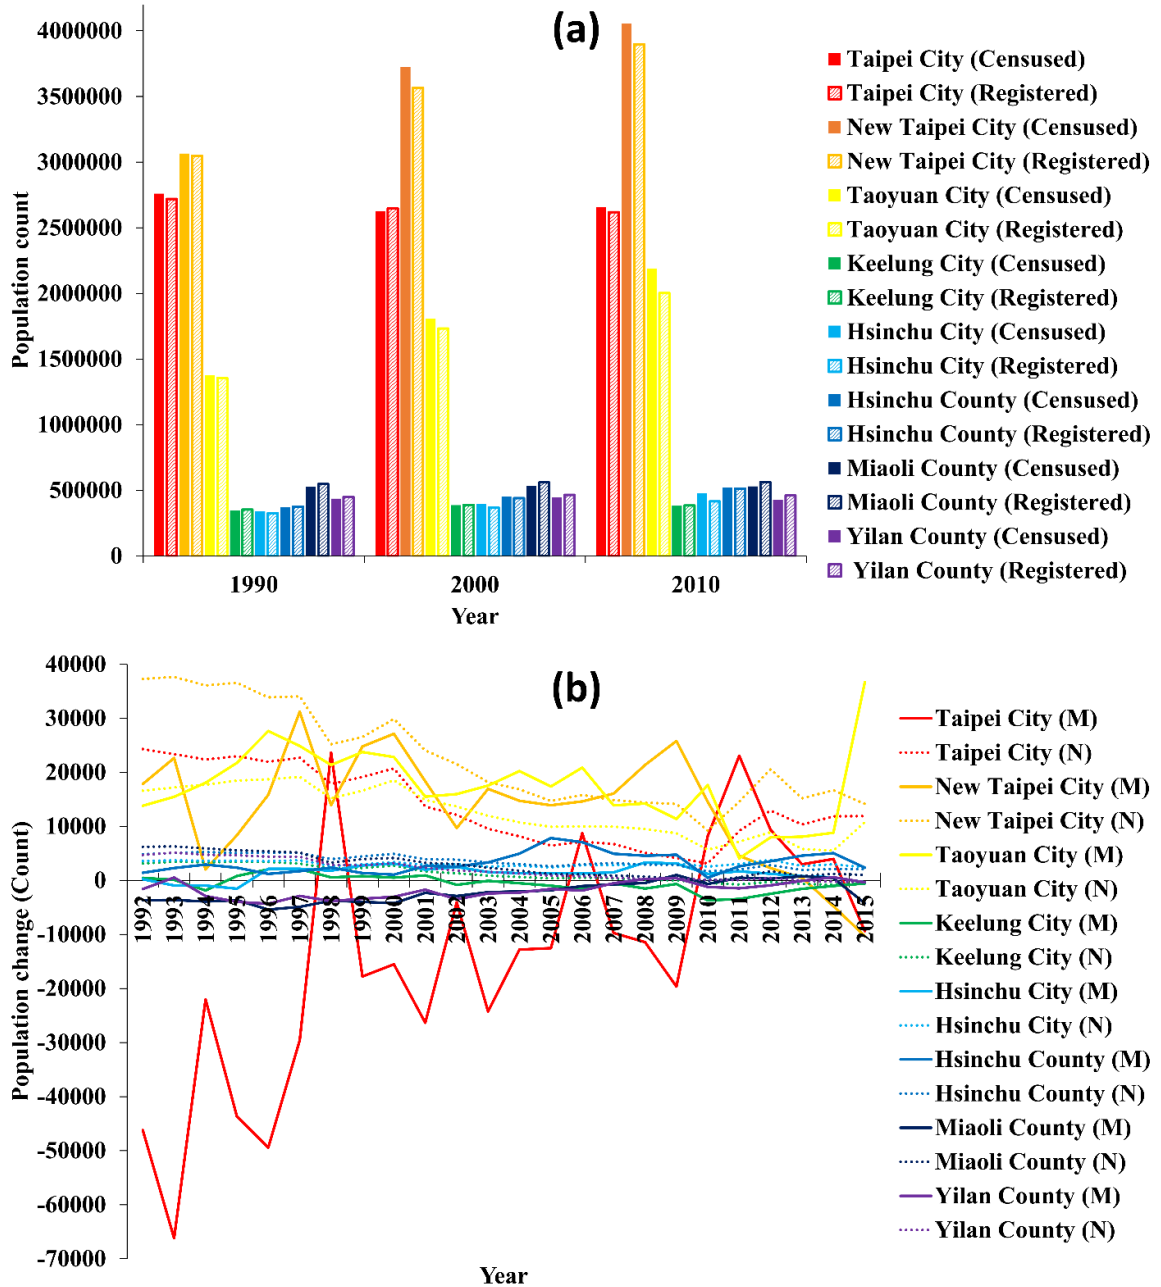 (a)
4000000
3500000
3000000
2500000
2000000
1500000
1000000
500000
0
Population count
1990
2000
2010
Year
Taipei City (Censused)
Taipei City (Registered)
New Taipei City (Censused)
New Taipei City (Registered)
Taoyuan City (Censused)
Taoyuan City (Registered)
Keelung City (Censused)
Keelung City (Registered)
Hsinchu City (Censused)
Hsinchu City (Registered)
Hsinchu County (Censused)
Hsinchu County (Registered)
Miaoli County (Censused)
Miaoli County (Registered)
Yilan County (Censused)
Yilan County (Registered)
(b)
40000
30000
20000
10000
0
-10000
-20000
-30000
-40000
-50000
-60000
-70000
Population change (Count)
1992
1993
1994
1995
1996
1997
1998
1999
2000
2001
2002
2003
2004
2005
2006
2007
2008
2009
2010
2011
2012
2013
2014
2015
Year
Taipei City (M)
Taipei City (N)
New Taipei City (M)
New Taipei City (N)
Taoyuan City (M)
Taoyuan City (N)
Keelung City (M)
Keelung City (N)
Hsinchu City (M)
Hsinchu City (N)
Hsinchu County (M)
Hsinchu County (N)
Miaoli County (M)
Miaoli County (N)
Yilan County (M)
Yilan County (N)